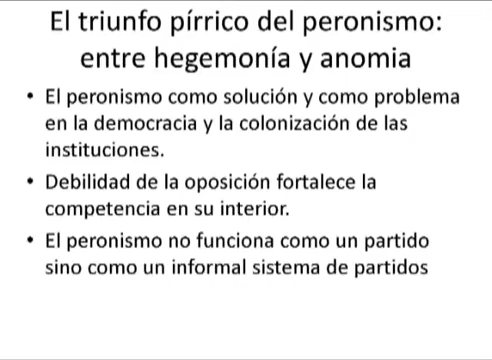 El triunfo pírrico del peronismo:
entre hegemonía y anomia
• El peronismo como solución y como problema
en la democracia y la colonización de las
instituciones.
• Debilidad de la oposición fortalece la
competencia en su interior.
• El peronismo no funciona como un partido
sino como un informal sistema de partidos